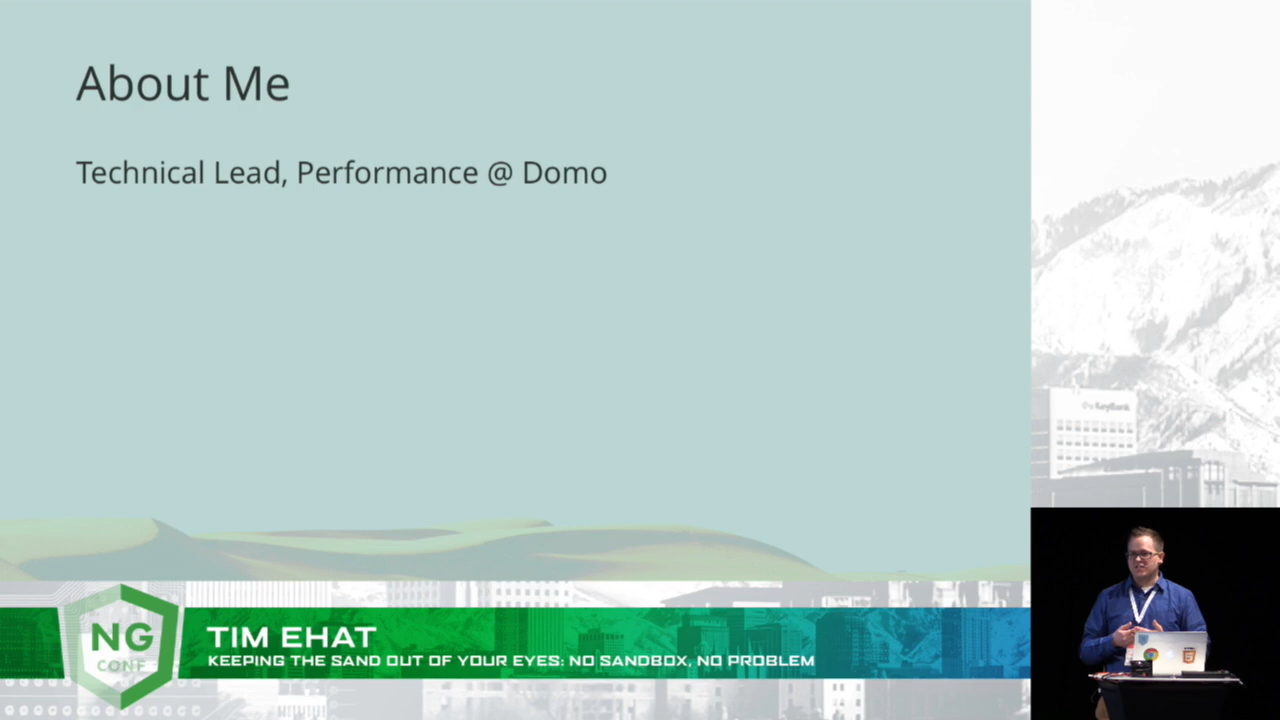 About Me
Technical Lead, Performance @ Domo
KeyBank
NG
CONF
TIM EHAT
KEEPING THE SAND OUT OF YOUR EYES: NO SANDBOX, NO PROBLEM